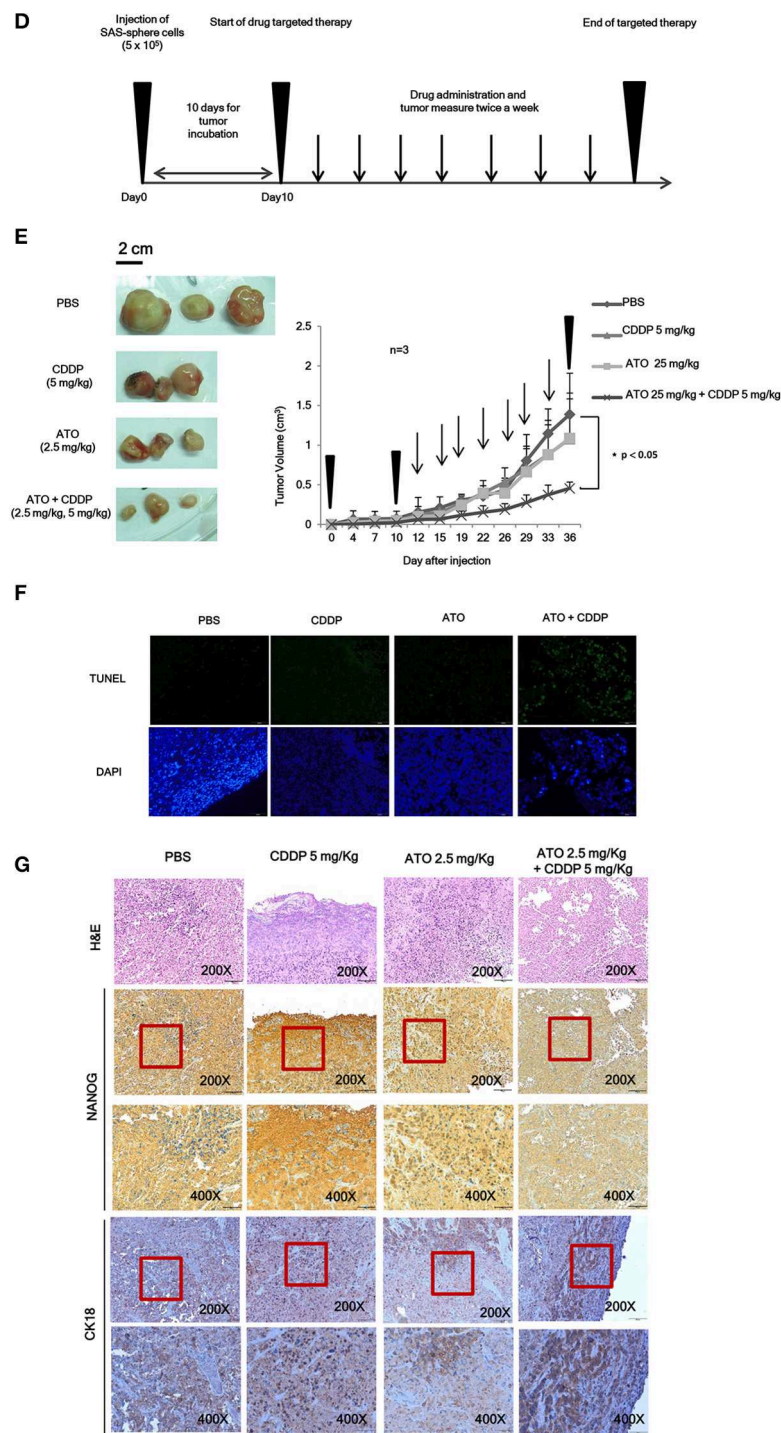 D
Injection of
SAS-sphere cells
(5 x 10⁵)
Start of drug targeted therapy
End of targeted therapy
10 days for
tumor
incubation
Drug administration and
tumor measure twice a week
Day0
Day10
E
2 cm
PBS
CDDP
(5 mg/kg)
ATO
(2.5 mg/kg)
ATO + CDDP
(2.5 mg/kg, 5 mg/kg)
Tumor Volume (cm³)
2.5
2
1.5
1
0.5
0
n=3
PBS
CDDP 5 mg/kg
ATO 25 mg/kg
ATO 25 mg/kg + CDDP 5 mg/kg
* p < 0.05
0 4 7 10 12 15 19 22 26 29 33 36
Day after injection
F
PBS CDDP ATO ATO + CDDP
TUNEL
DAPI
G
PBS
CDDP 5 mg/Kg
ATO 2.5 mg/Kg
ATO 2.5 mg/Kg
+ CDDP 5 mg/Kg
H&E
200X 200X 200X 200X
NANOG
200X 200X 200X 200X
400X 400X 400X 400X
CK18
200X 200X 200X 200X
400X 400X 400X 400X